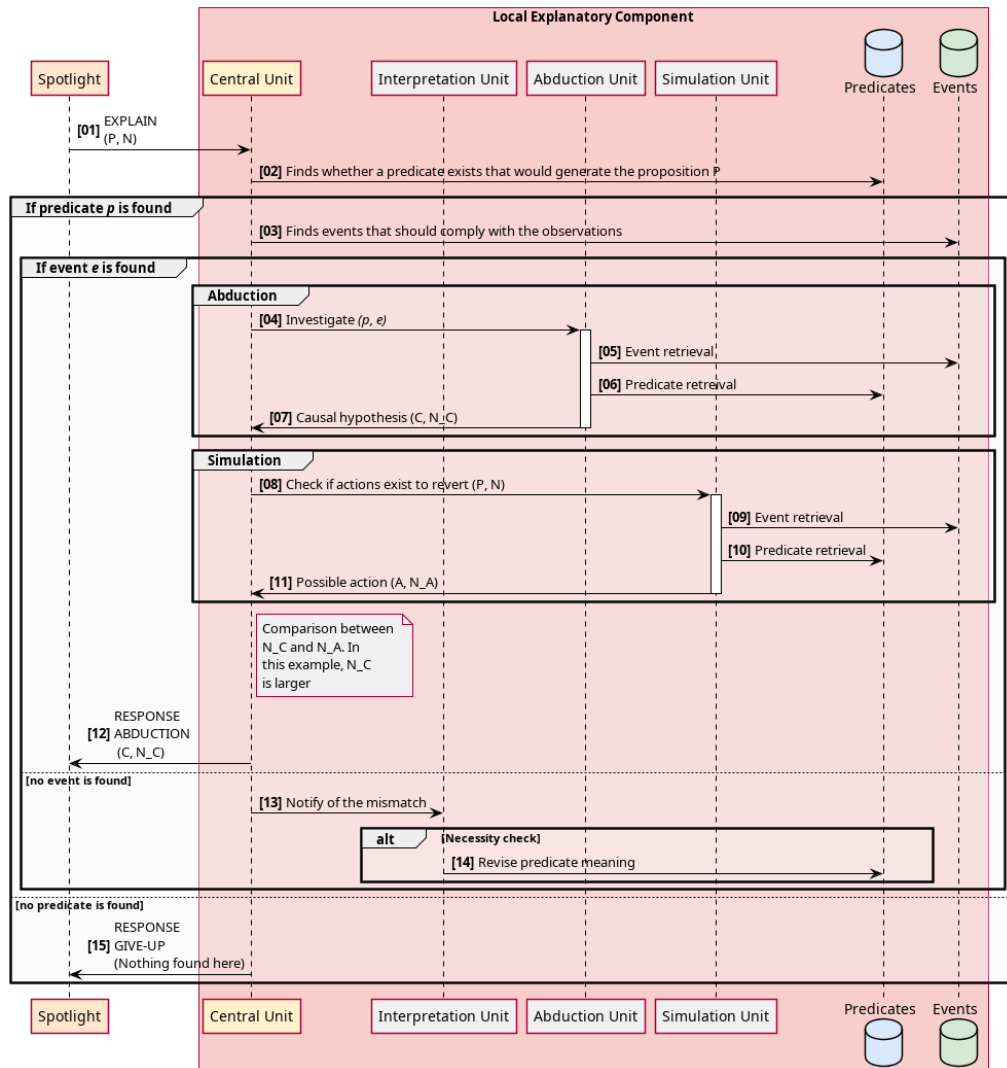 Local Explanatory Component
Spotlight
Central Unit
Interpretation Unit
Abduction Unit
Simulation Unit
Predicates
Events
[01] EXPLAIN
(P, N)
[02] Finds whether a predicate exists that would generate the proposition P
If predicate p is found
[03] Finds events that should comply with the observations
If event e is found
Abduction
[04] Investigate (p, e)
[05] Event retrieval
[06] Predicate retreival
[07] Causal hypothesis (C, N_C)
Simulation
[08] Check if actions exist to revert (P, N)
[09] Event retrieval
[10] Predicate retrieval
[11] Possible action (A, N_A)
Comparison between
N_C and N_A. In
this example, N_C
is larger
RESPONSE
[12] ABDUCTION
(C, N_C)
[no event is found]
[13] Notify of the mismatch
alt [Necessity check]
[14] Revise predicate meaning
[no predicate is found]
RESPONSE
[15] GIVE-UP
(Nothing found here)
Spotlight
Central Unit
Interpretation Unit
Abduction Unit
Simulation Unit
Predicates
Events